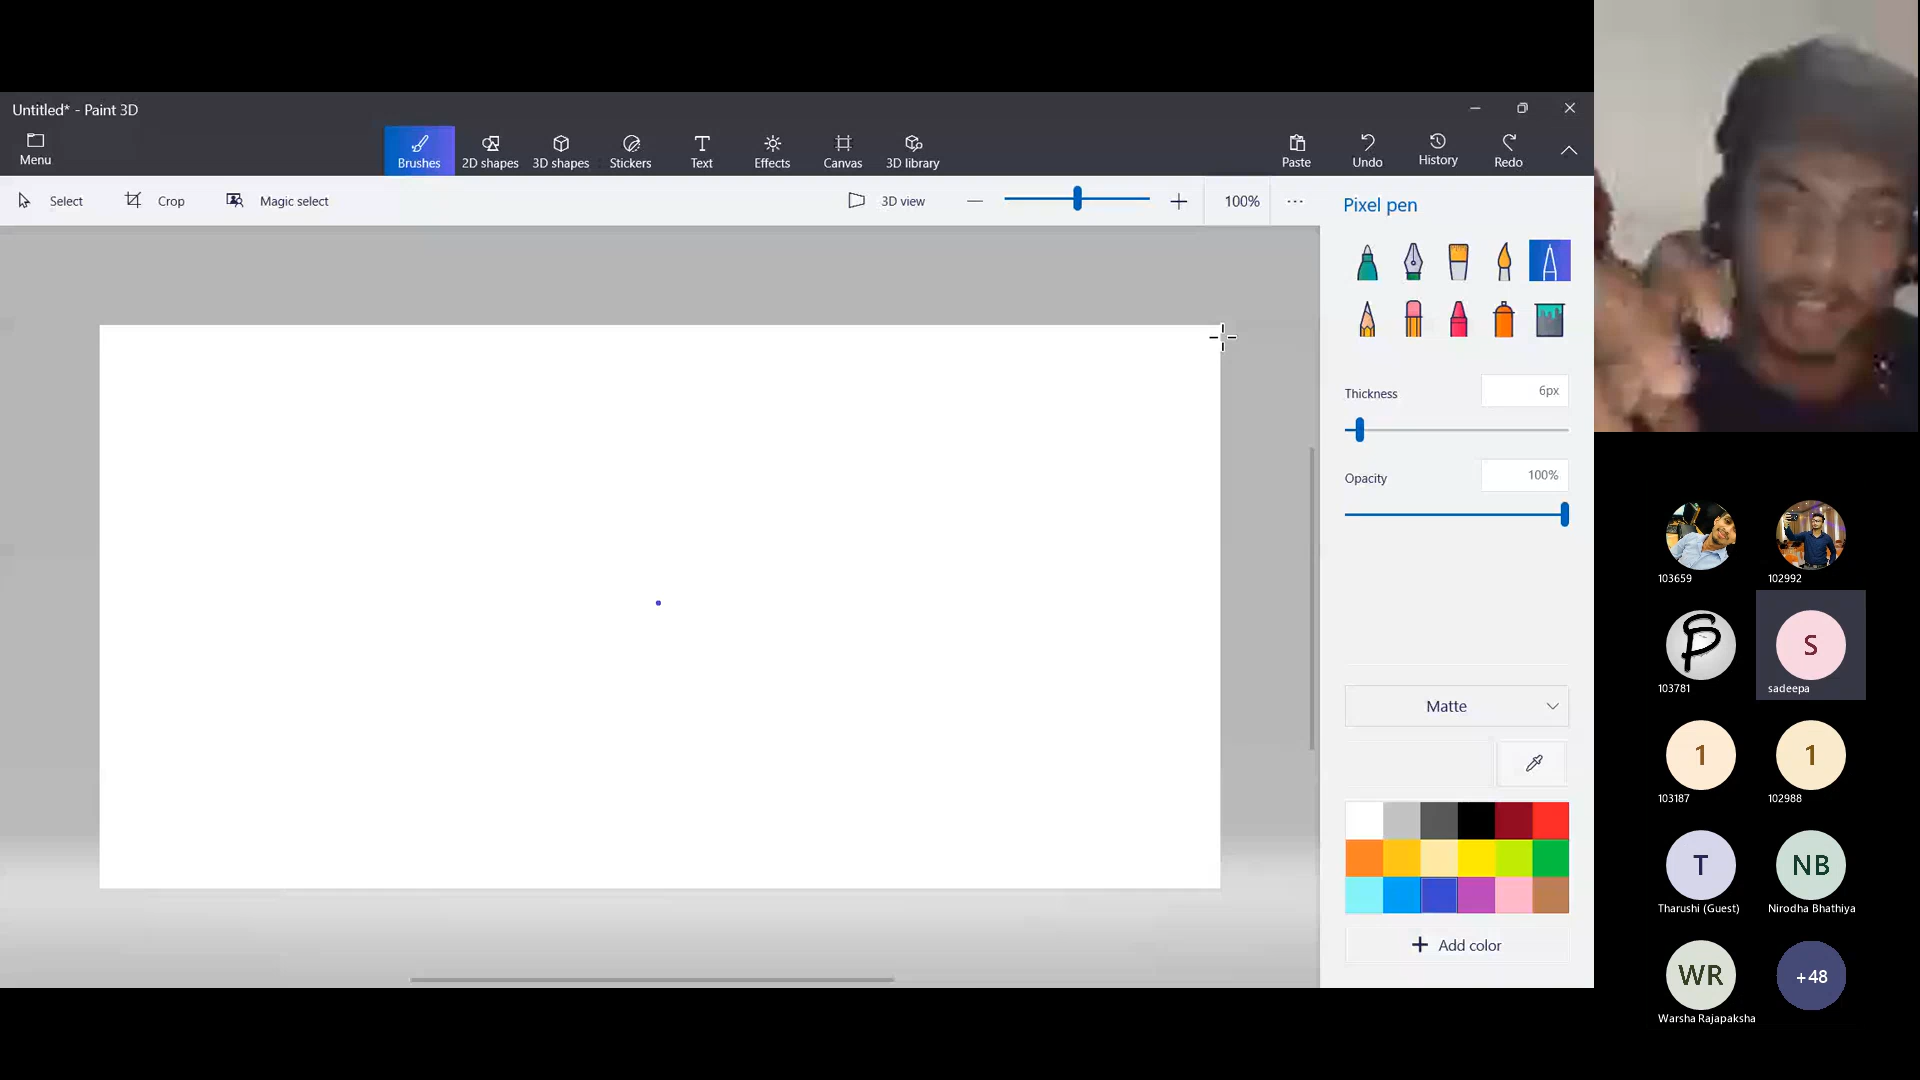 Untitled* - Paint 3D
Menu
Brushes
2D shapes
3D shapes
Stickers
Text
Effects
Canvas
3D library
Paste
Undo
History
Redo
Select
Crop
Magic select
3D view
100%
Pixel pen
Thickness
6px
Opacity
100%
Matte
Add color
103659
102992
103781
S
sadeepa
1
103187
1
102988
T
Tharushi (Guest)
NB
Nirodha Bhathiya
WR
Warsha Rajapaksha
+48